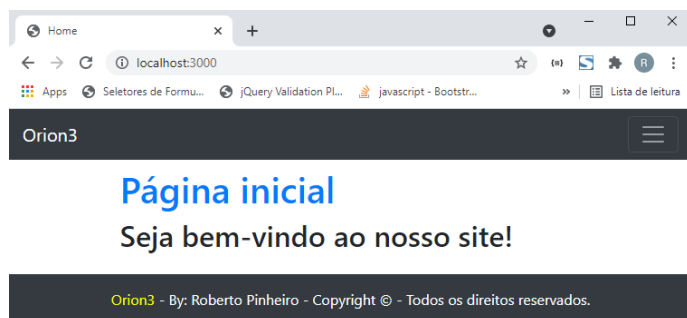 Home
localhost:3000
R
Apps Seletores de Formu... jQuery Validation Pl... javascript - Bootstr... » Lista de leitura
Orion3
Página inicial
Seja bem-vindo ao nosso site!
Orion3 - By: Roberto Pinheiro - Copyright © - Todos os direitos reservados.